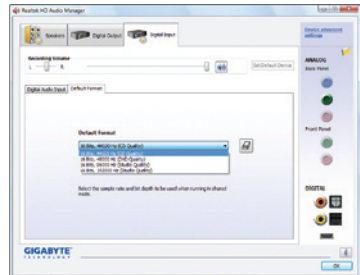 Realtek HD Audio Manager
Speakers
Digital Output
Digital Input
Device advanced settings
Recording Volume
L
R
Set Default Device
ANALOG
Back Panel
Digital Audio Input
Default Format
Default Format
16 Bits, 44100 Hz (CD Quality)
16 Bits, 44100 Hz (CD Quality)
16 Bits, 48000 Hz (DVD Quality)
16 Bits, 96000 Hz (Studio Quality)
16 Bits, 192000 Hz (Studio Quality)
Front Panel
Select the sample rate and bit depth to be used when running in shared
mode.
DIGITAL
GIGABYTE
TECHNOLOGY
OK